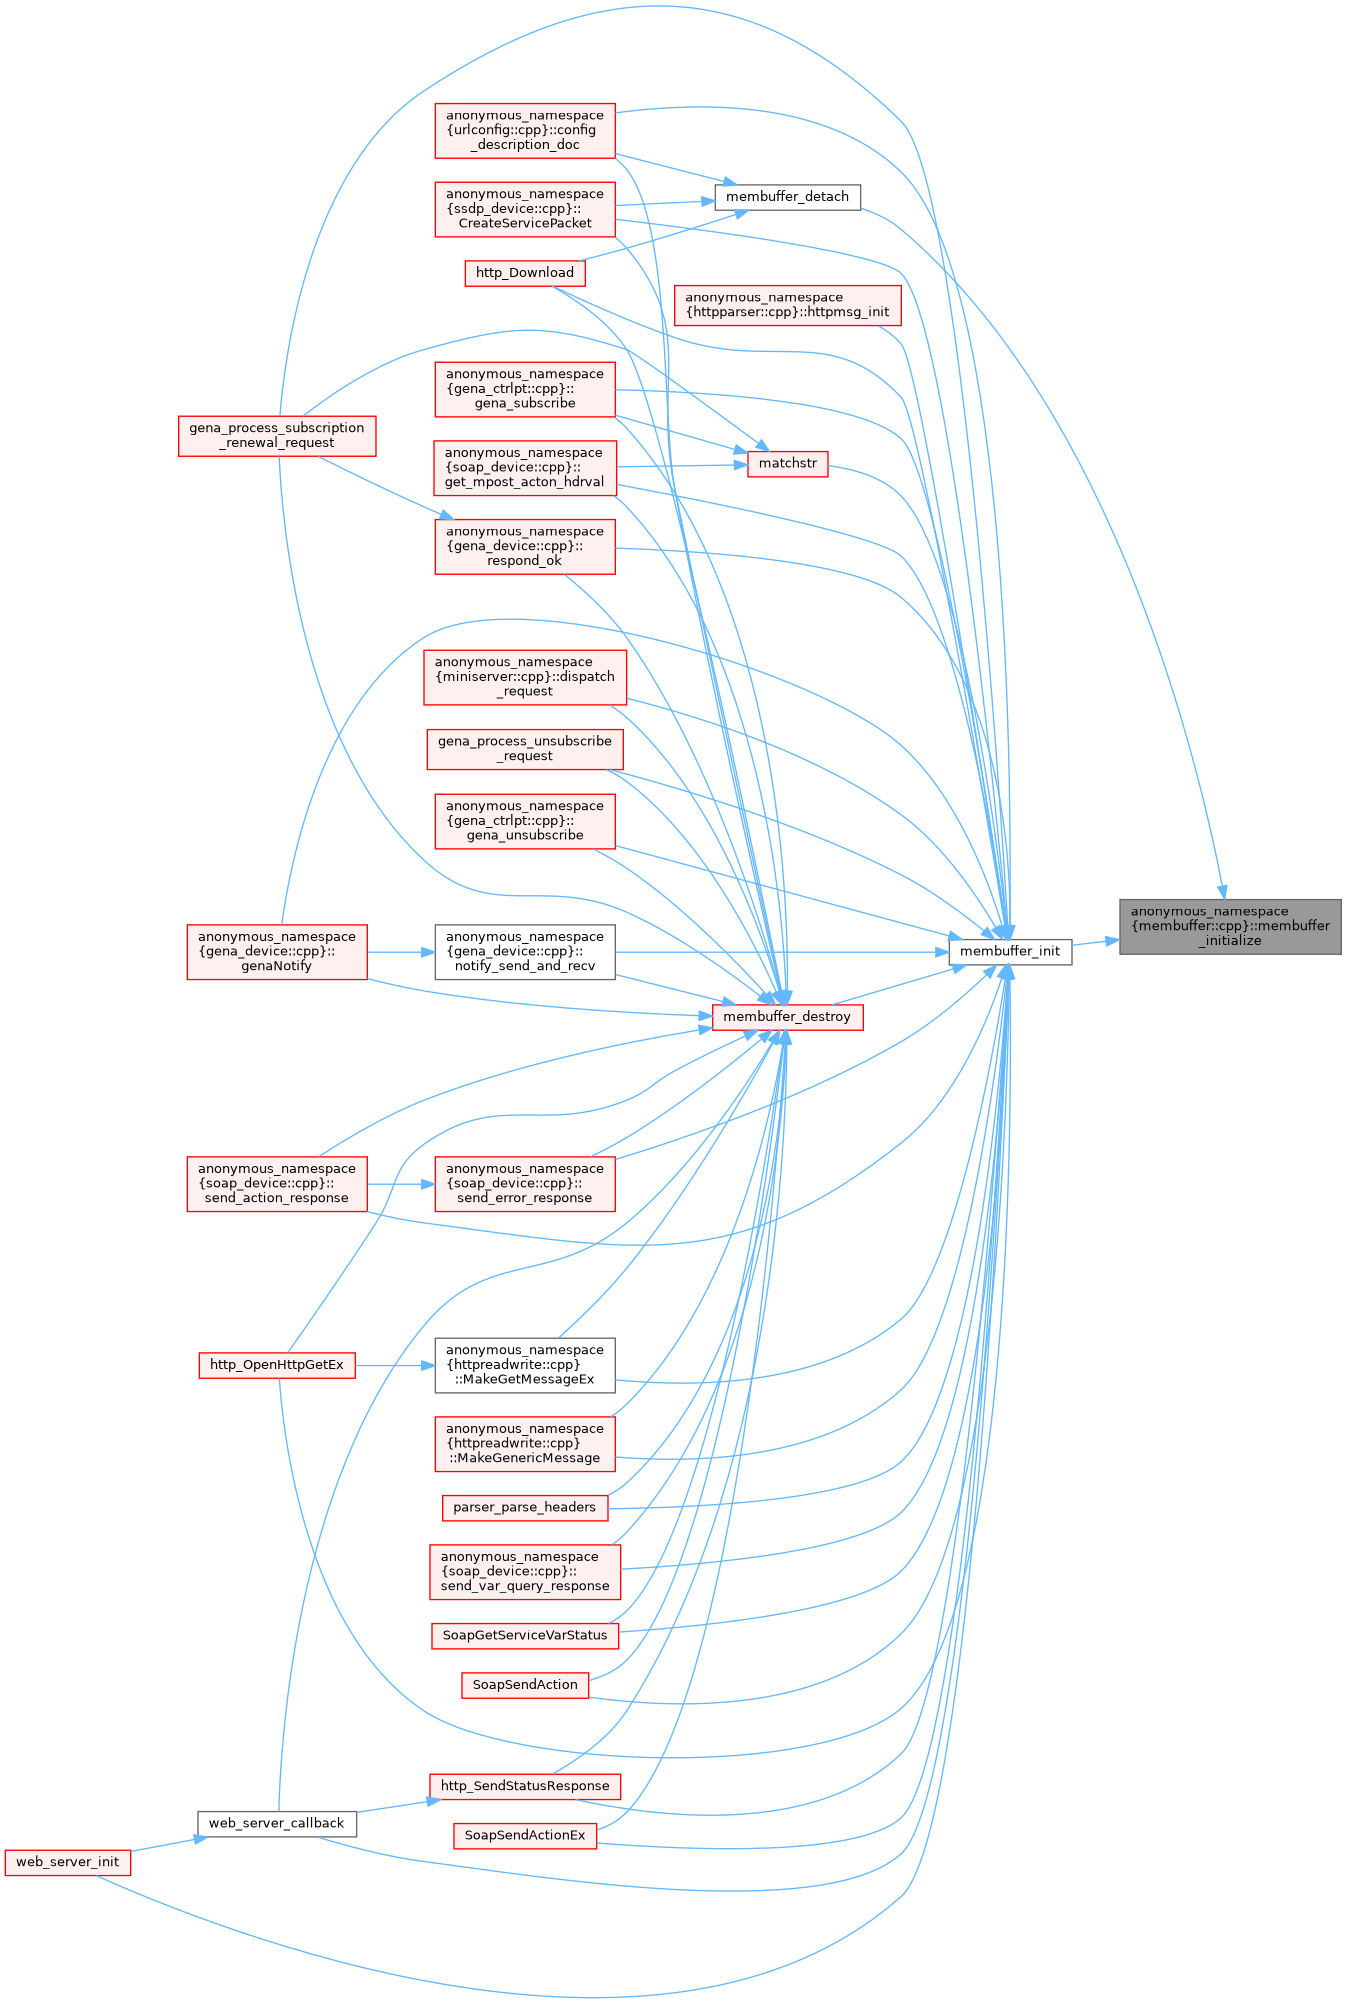 anonymous_namespace
{urlconfig::cpp}::config
_description_doc
anonymous_namespace
{ssdp_device::cpp}::
CreateServicePacket
membuffer_detach
http_Download
anonymous_namespace
{httpparser::cpp}::httpmsg_init
anonymous_namespace
{gena_ctrlpt::cpp}::
gena_subscribe
gena_process_subscription
_renewal_request
anonymous_namespace
{soap_device::cpp}::
get_mpost_acton_hdrval
matchstr
anonymous_namespace
{gena_device::cpp}::
respond_ok
anonymous_namespace
{miniserver::cpp}::dispatch
_request
gena_process_unsubscribe
_request
anonymous_namespace
{gena_ctrlpt::cpp}::
gena_unsubscribe
anonymous_namespace
{membuffer::cpp}::membuffer
_initialize
anonymous_namespace
{gena_device::cpp}::
genaNotify
anonymous_namespace
{gena_device::cpp}::
notify_send_and_recv
membuffer_init
membuffer_destroy
anonymous_namespace
{soap_device::cpp}::
send_action_response
anonymous_namespace
{soap_device::cpp}::
send_error_response
http_OpenHttpGetEx
anonymous_namespace
{httpreadwrite::cpp}
::MakeGetMessageEx
anonymous_namespace
{httpreadwrite::cpp}
::MakeGenericMessage
parser_parse_headers
anonymous_namespace
{soap_device::cpp}::
send_var_query_response
SoapGetServiceVarStatus
SoapSendAction
http_SendStatusResponse
web_server_callback
SoapSendActionEx
web_server_init